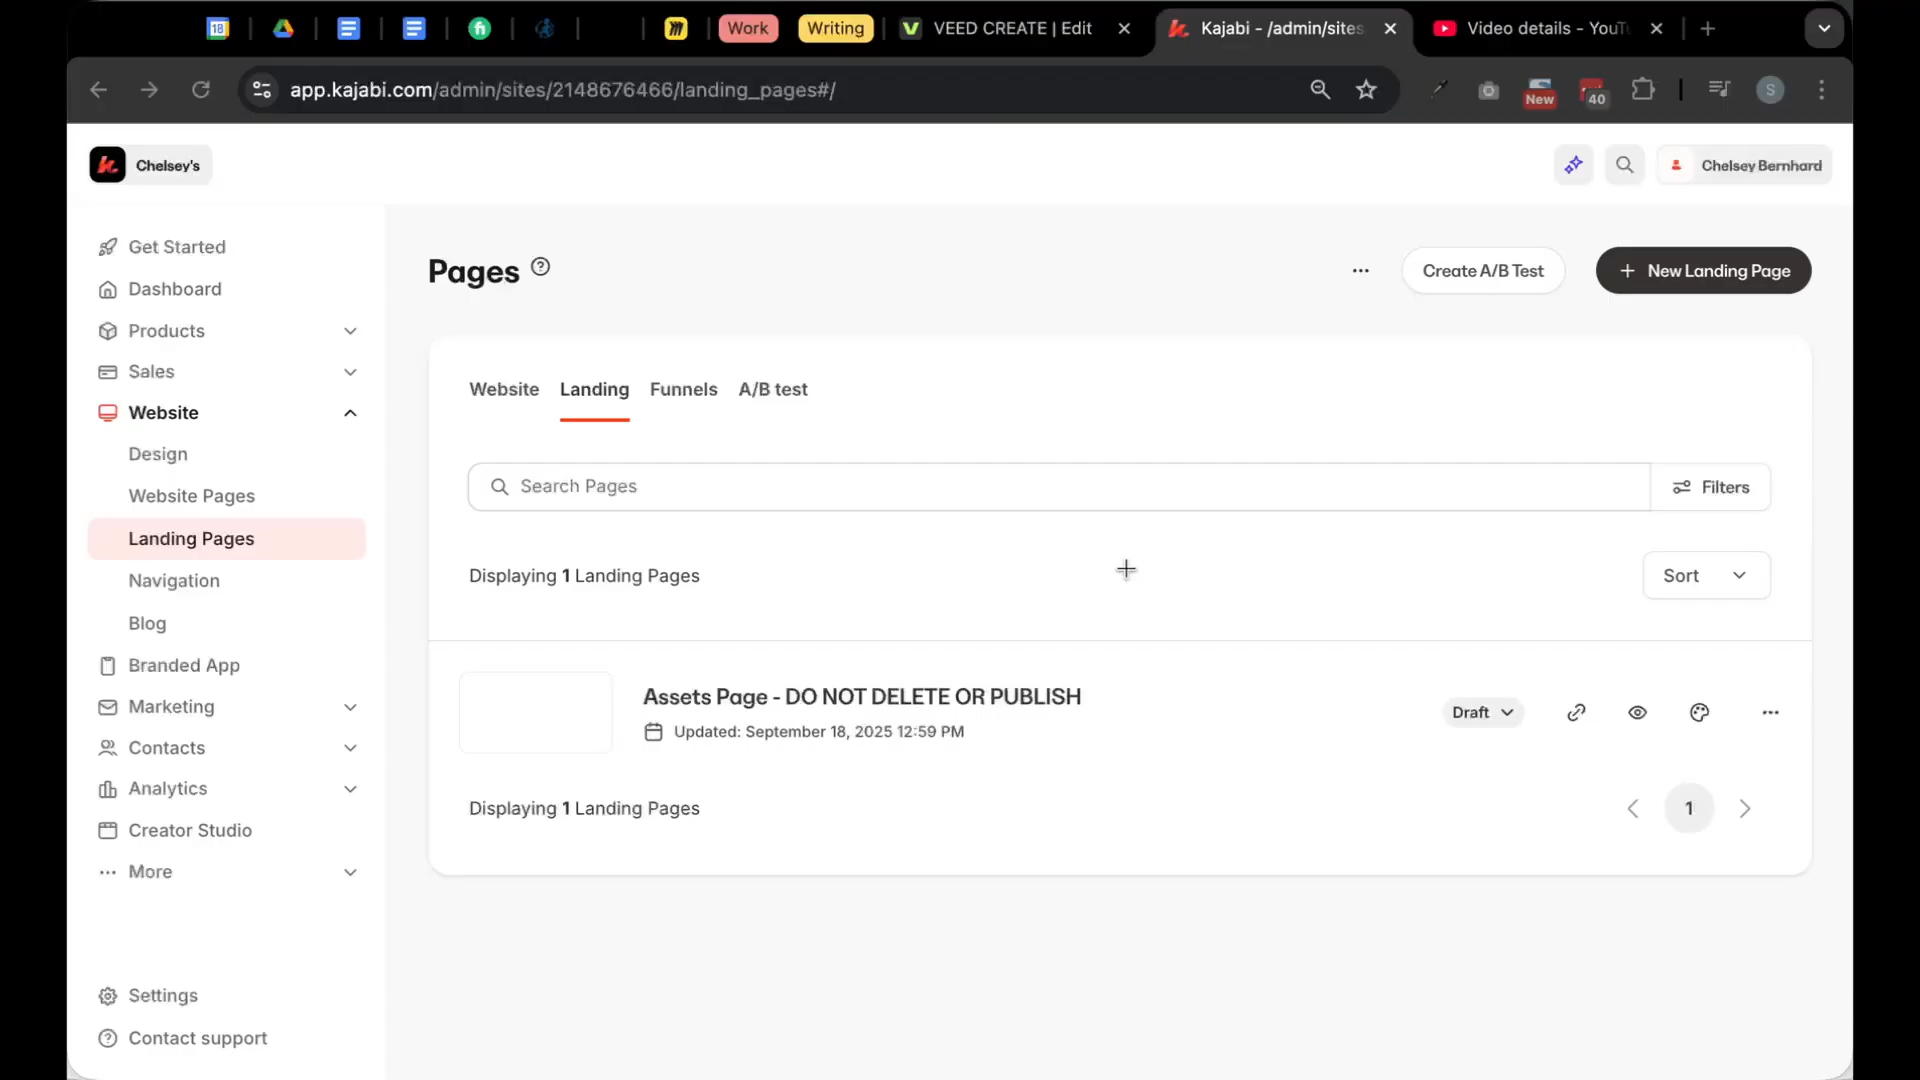 18
Work
Writing
VEED CREATE | Edit
Kajabi - /admin/sites
Video details - YouTu
app.kajabi.com/admin/sites/2148676466/landing_pages#/
New
40
S
Chelsey's
Chelsey Bernhard
Get Started
Dashboard
Products
Sales
Website
Design
Website Pages
Landing Pages
Navigation
Blog
Branded App
Marketing
Contacts
Analytics
Creator Studio
More
Settings
Contact support
Pages
Create A/B Test
New Landing Page
Website
Landing
Funnels
A/B test
Search Pages
Filters
Displaying 1 Landing Pages
Sort
Assets Page - DO NOT DELETE OR PUBLISH
Updated: September 18, 2025 12:59 PM
Draft
Displaying 1 Landing Pages
1